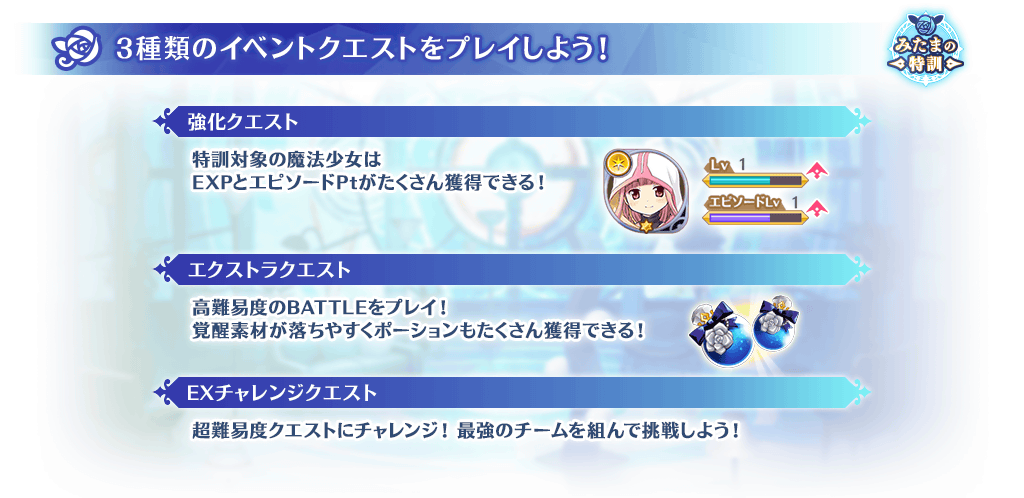 3種類のイベントクエストをプレイしよう！
みたまの
特訓
強化クエスト
特訓対象の魔法少女は
EXPとエピソードPtがたくさん獲得できる！
Lv 1
エピソードLv 1
エクストラクエスト
高難易度のBATTLEをプレイ！
覚醒素材が落ちやすくポーションもたくさん獲得できる！
EXチャレンジクエスト
超難易度クエストにチャレンジ！最強のチームを組んで挑戦しよう！